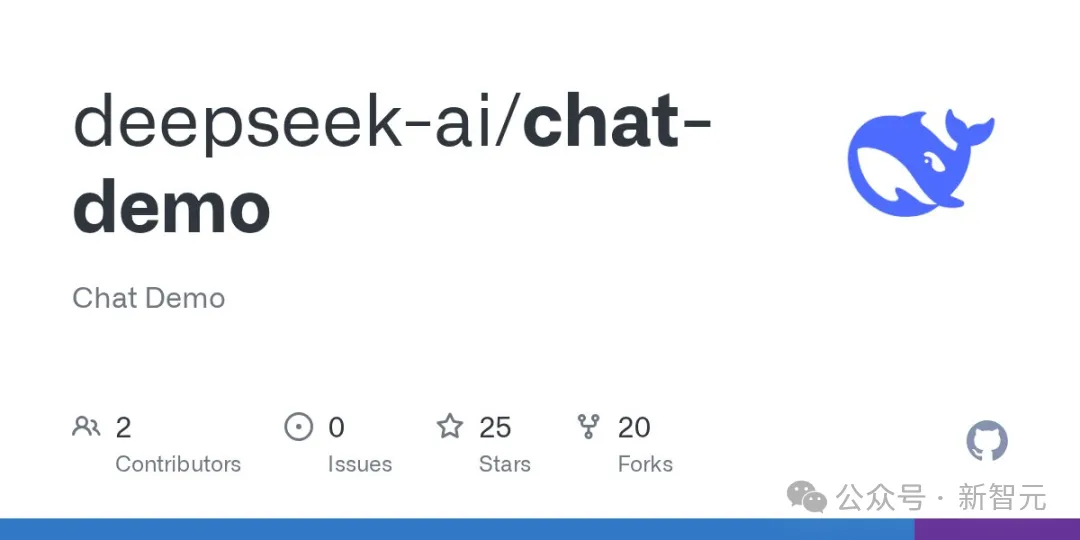 deepseek-ai/chat-
demo
Chat Demo
2 0 25 20
Contributors Issues Stars Forks
公众号 · 新智元